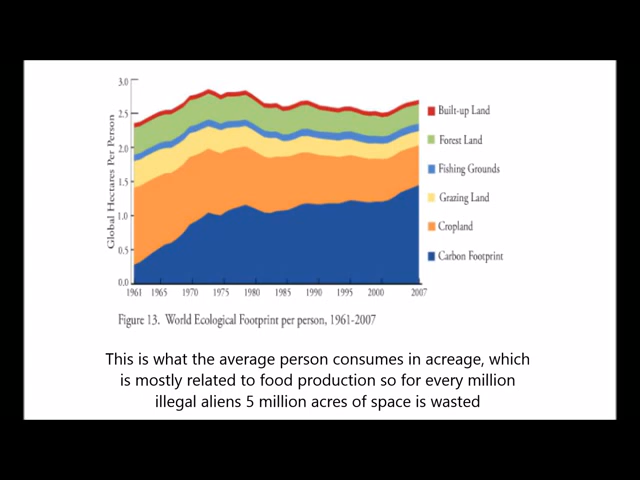 3.0
2.5
2.0
1.5
1.0
0.5
0.0
Global Hectares Per Person
1961 1965 1970 1975 1980 1985 1990 1995 2000 2007
Built-up Land
Forest Land
Fishing Grounds
Grazing Land
Cropland
Carbon Footprint
Figure 13. World Ecological Footprint per person, 1961-2007
This is what the average person consumes in acreage, which
is mostly related to food production so for every million
illegal aliens 5 million acres of space is wasted